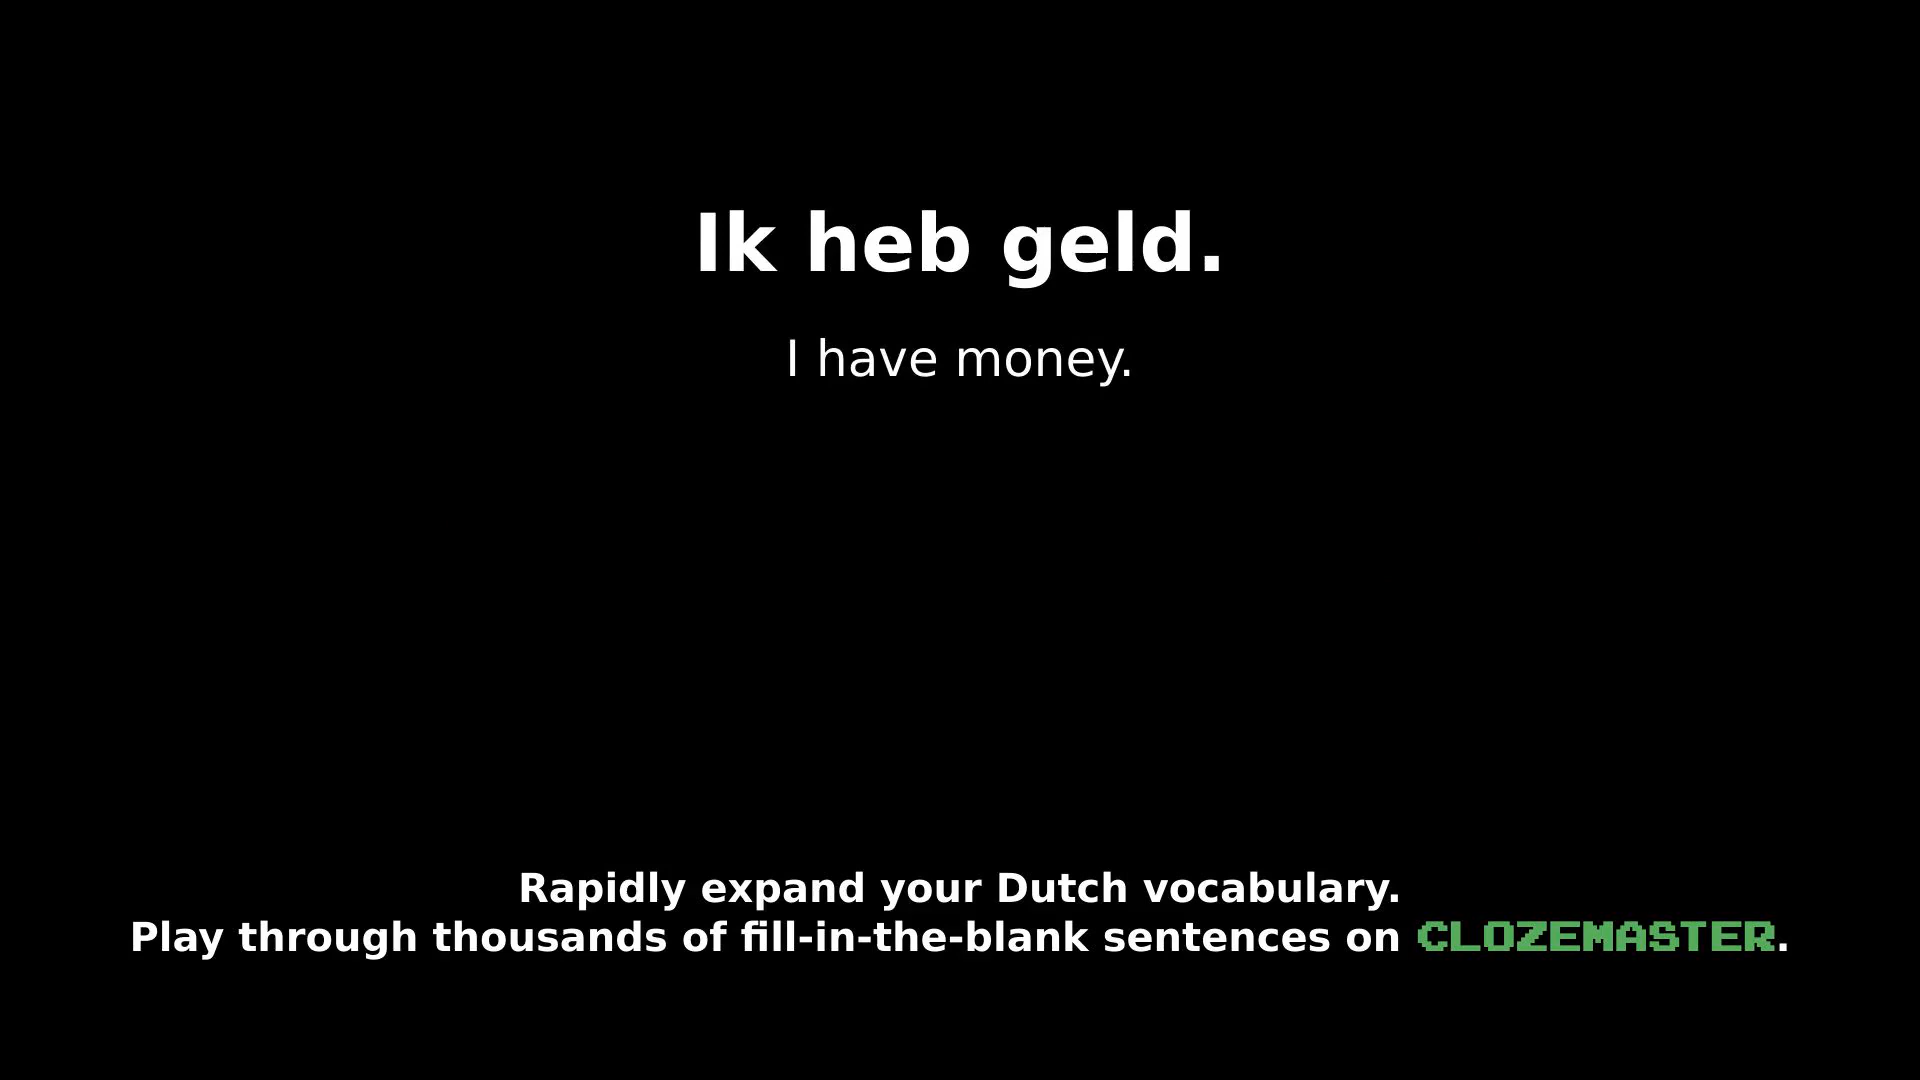 Ik heb geld.
I have money.
Rapidly expand your Dutch vocabulary.
Play through thousands of fill-in-the-blank sentences on CLOZEMASTER.